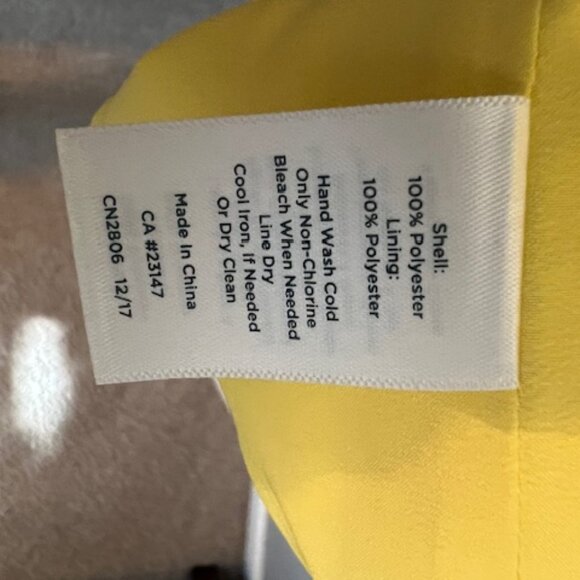 Shell:
100% Polyester
Lining:
100% Polyester
Hand Wash Cold
Only Non-Chlorine
Bleach When Needed
Line Dry
Cool Iron, If Needed
Or Dry Clean
Made In China
CA #23147
CN2806 12/17